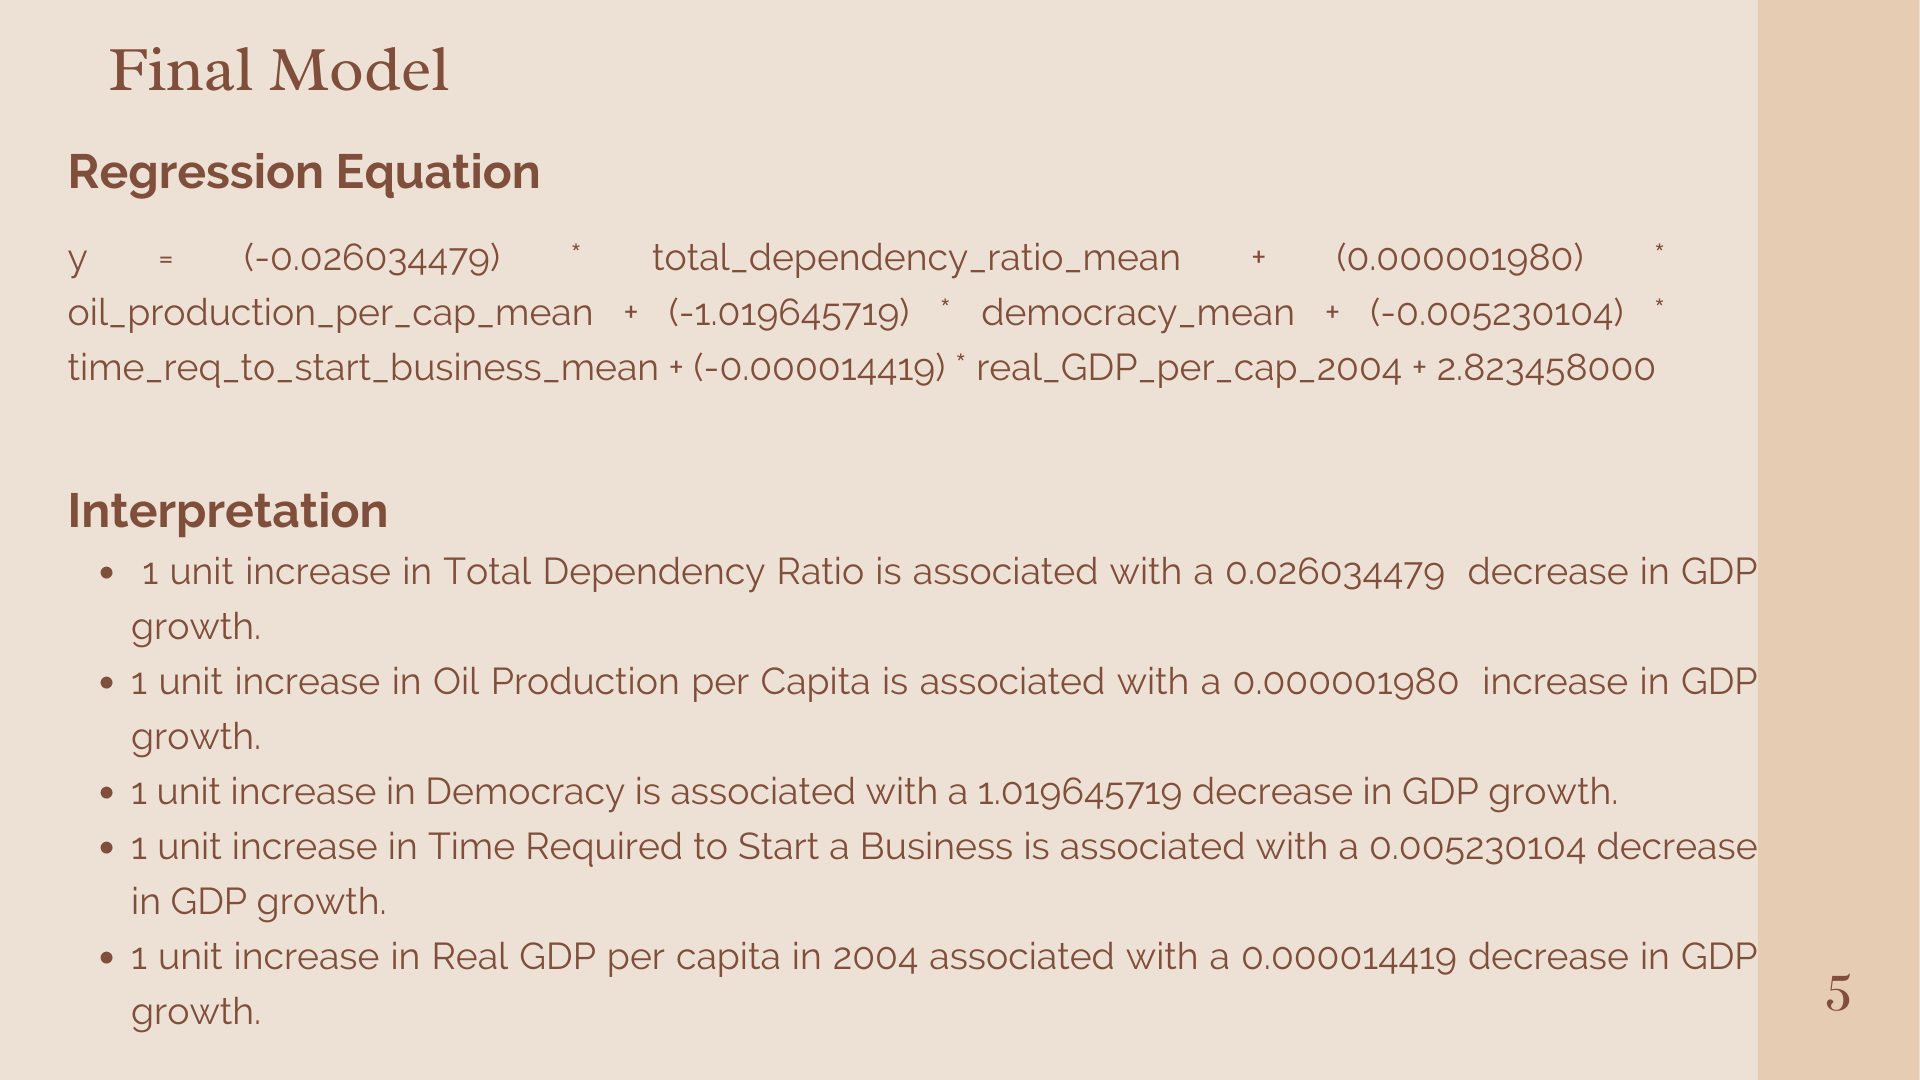 Final Model
Regression Equation
y = (-0.026034479) * total_dependency_ratio_mean + (0.000001980) *
oil_production_per_cap_mean + (-1.019645719) * democracy_mean + (-0.005230104) *
time_req_to_start_business_mean + (-0.000014419) * real_GDP_per_cap_2004 + 2.823458000
Interpretation
• 1 unit increase in Total Dependency Ratio is associated with a 0.026034479 decrease in GDP
growth.
• 1 unit increase in Oil Production per Capita is associated with a 0.000001980 increase in GDP
growth.
• 1 unit increase in Democracy is associated with a 1.019645719 decrease in GDP growth.
• 1 unit increase in Time Required to Start a Business is associated with a 0.005230104 decrease
in GDP growth.
• 1 unit increase in Real GDP per capita in 2004 associated with a 0.000014419 decrease in GDP
growth.
5